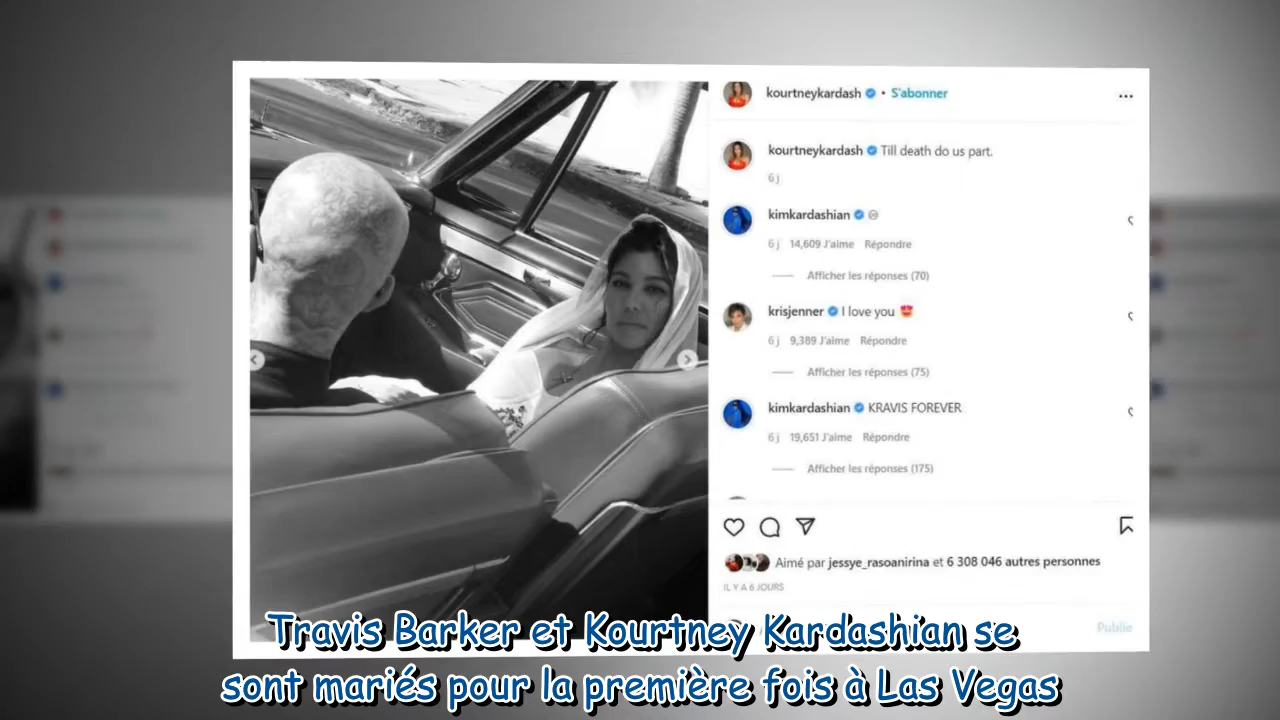 kourtneykardash • S'abonner
kourtneykardash Till death do us part.
6 j
kimkardashian
6 j 14,609 J'aime Répondre
Afficher les réponses (70)
krisjenner I love you 😍
6 j 9,389 J'aime Répondre
Afficher les réponses (75)
kimkardashian KRAVIS FOREVER
6 j 19,651 J'aime Répondre
Afficher les réponses (175)
Aimé par jessye_rasoanirina et 6 308 046 autres personnes
IL Y A 6 JOURS
Publie
Travis Barker et Kourtney Kardashian se
sont mariés pour la première fois à Las Vegas